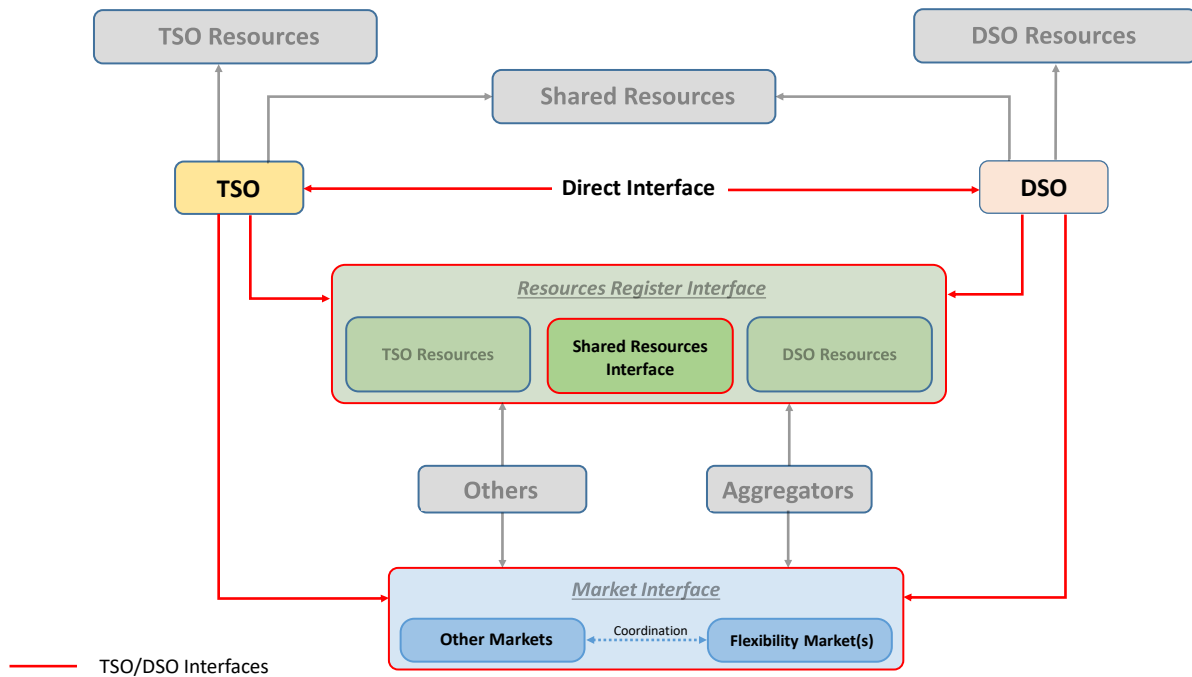 TSO Resources
DSO Resources
Shared Resources
TSO
Direct Interface
DSO
Resources Register Interface
TSO Resources
Shared Resources
Interface
DSO Resources
Others
Aggregators
Market Interface
Other Markets
Coordination
Flexibility Market(s)
TSO/DSO Interfaces